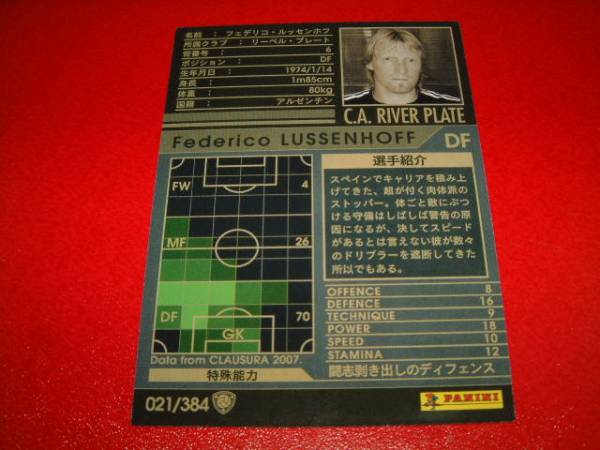 名前 : フェデリコ・ルッセンホフ
所属クラブ : リーベル・プレート
背番号 : 6
ポジション : DF
生年月日 : 1974/1/14
身長 : 1m85cm
体重 : 80kg
国籍 : アルゼンチン
C.A. RIVER PLATE
Federico LUSSENHOFF DF
FW 4
MF 26
DF 70
GK
Data from CLAUSURA 2007.
選手紹介
スペインでキャリアを積み上
げてきた、超が付く肉体派の
ストッパー。体ごと敵にぶつ
ける守備はしばしば警告の原
因になるが、決してスピード
があるとは言えない彼が数々
のドリブラーを遮断してきた
所以でもある。
OFFENCE 8
DEFENCE 16
TECHNIQUE 9
POWER 18
SPEED 10
STAMINA 12
特殊能力
闘志剥き出しのディフェンス
021/384
PANINI